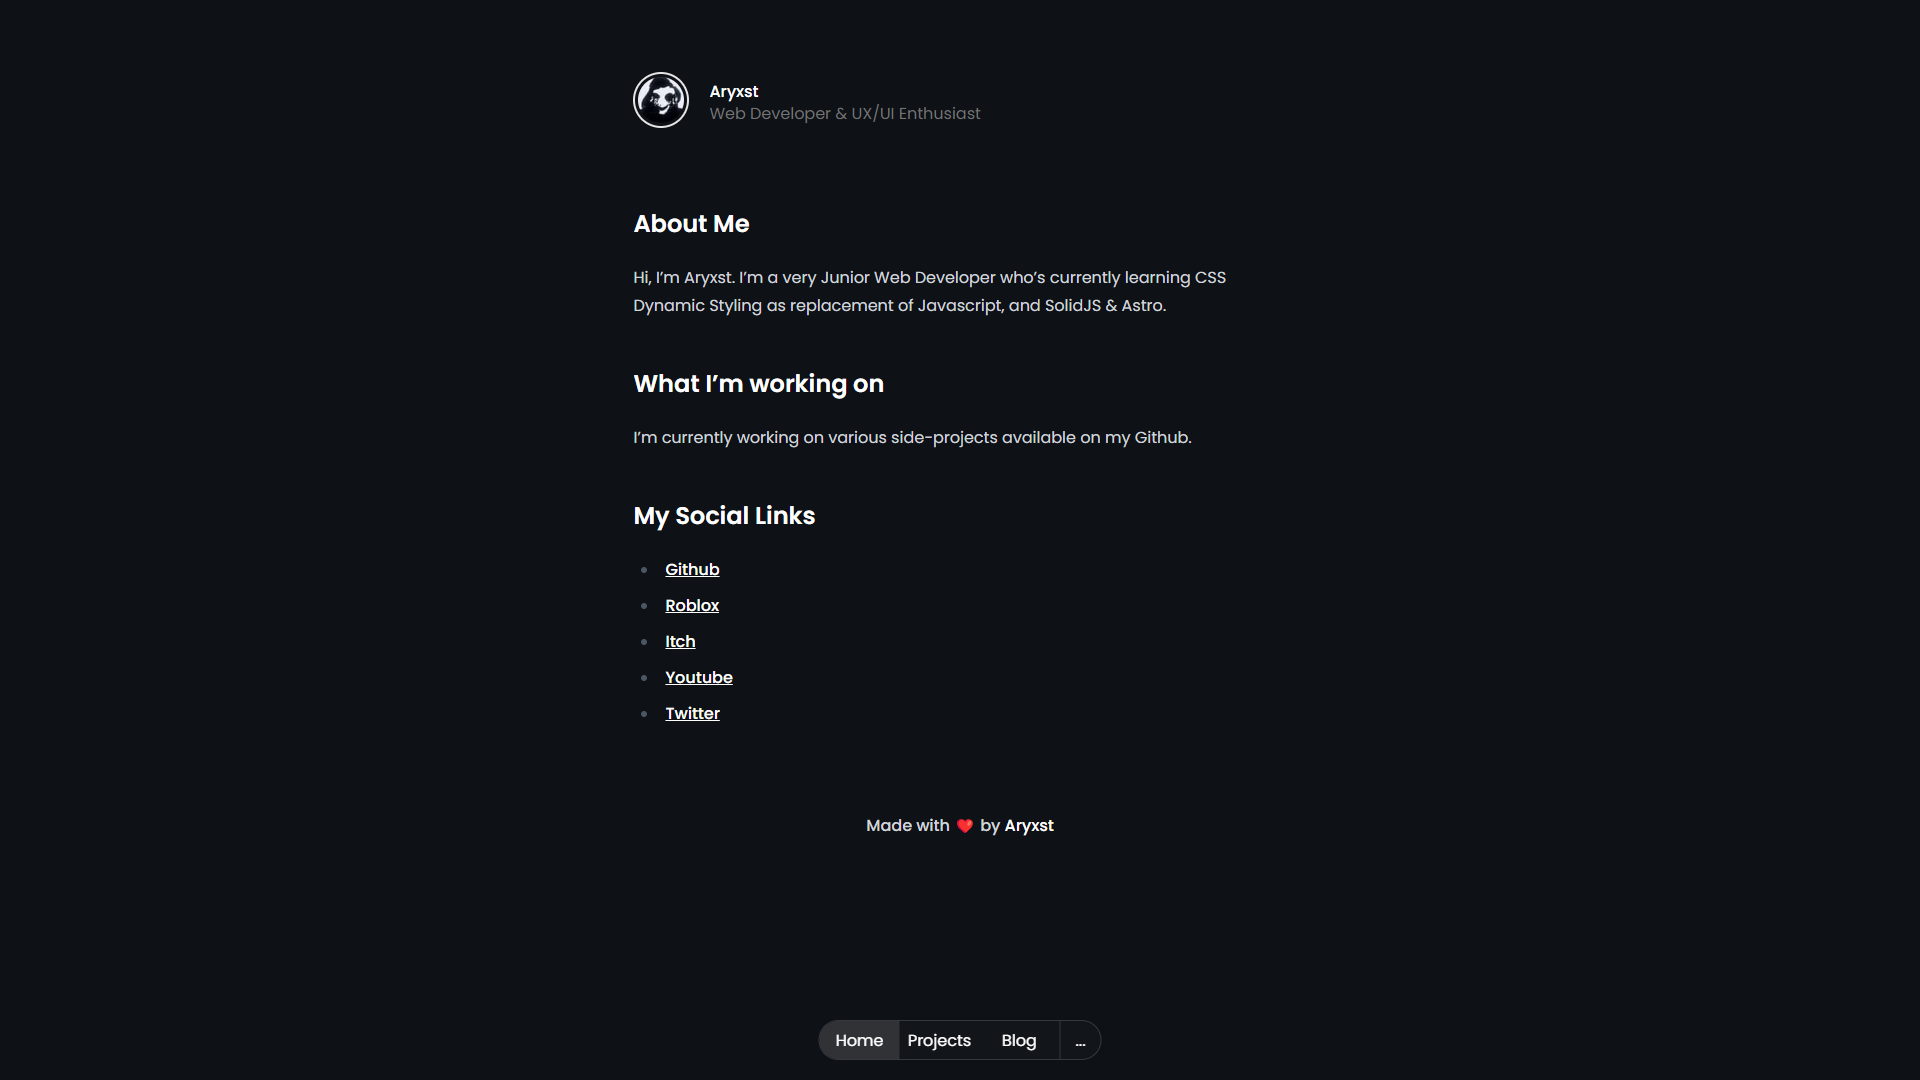 Aryxst
Web Developer & UX/UI Enthusiast
About Me
Hi, I’m Aryxst. I’m a very Junior Web Developer who’s currently learning CSS
Dynamic Styling as replacement of Javascript, and SolidJS & Astro.
What I’m working on
I’m currently working on various side-projects available on my Github.
My Social Links
Github
Roblox
Itch
Youtube
Twitter
Made with ❤️ by Aryxst
Home Projects Blog ...